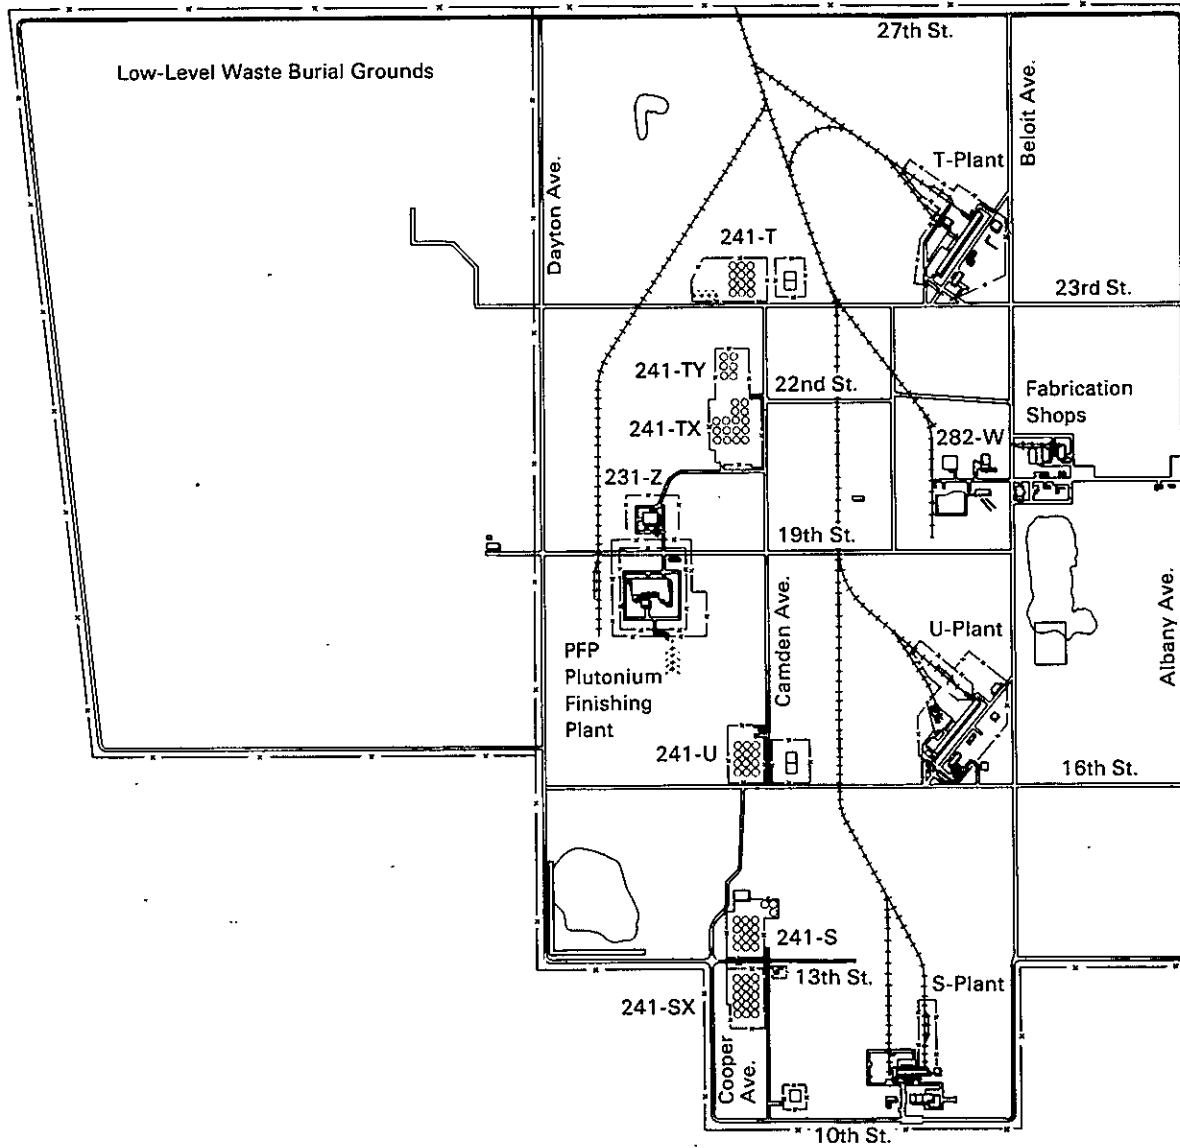 27th St.
Low-Level Waste Burial Grounds
Beloit Ave.
T-Plant
Dayton Ave.
241-T
23rd St.
241-TY
22nd St.
Fabrication
Shops
241-TX
282-W
231-Z
19th St.
Camden Ave.
U-Plant
Albany Ave.
PFP
Plutonium
Finishing
Plant
241-U
16th St.
241-S
13th St.
S-Plant
241-SX
Cooper
Ave.
10th St.